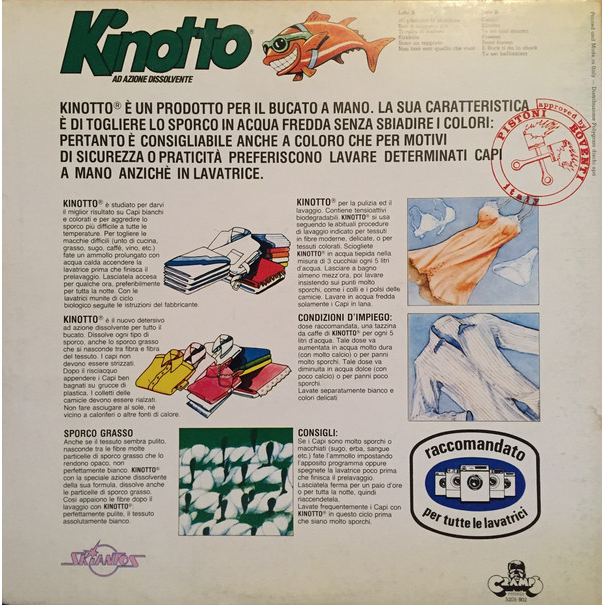 Kinotto®
AD AZIONE DISSOLVENTE
Lato A
Lato B
Printed and Made in Italy — Distribuzione Polygram dischi
KINOTTO® È UN PRODOTTO PER IL BUCATO A MANO. LA SUA CARATTERISTICA
È DI TOGLIERE LO SPORCO IN ACQUA FREDDA SENZA SBIADIRE I COLORI:
PERTANTO È CONSIGLIABILE ANCHE A COLORO CHE PER MOTIVI
DI SICUREZZA O PRATICITÀ PREFERISCONO LAVARE DETERMINATI CAPI
A MANO ANZICHÈ IN LAVATRICE.
approved by
PISTONI
ROVENTI
KINOTTO® è studiato per darvi
il miglior risultato su Capi bianchi
e colorati e per aggredire lo
sporco più difficile a tutte le
temperature. Per togliere le
macchie difficili (unto di cucina,
grasso, sugo, caffè, vino, etc.)
fate un ammollo prolungato con
acqua calda accendere la
lavatrice prima che finisca il
prelavaggio. Lasciatela accesa
per qualche ora, preferibilmente
per tutta la notte. Con le
lavatrici munite di ciclo
biologico seguite le istruzioni del fabbricante.
KINOTTO® è il nuovo detersivo
ad azione dissolvente per tutto il
bucato. Dissolve ogni tipo di
sporco, anche lo sporco grosso
che si nasconde tra fibra e fibra
del tessuto. I capi non
devono essere strizzati.
Dopo il risciacquo
appendere i Capi ben
bagnati su grucce di
plastica. I colletti delle
camicie devono essere rialzati.
Non fare asciugare al sole, nè
vicino a caloriferi o altre fonti di calore.
SPORCO GRASSO
Anche se il tessuto sembra pulito,
nasconde tra le fibre molte
particelle di sporco grasso che lo
rendono opaco, non
perfettamente bianco. KINOTTO®
con la speciale azione dissolvente
della sua formula, dissolve anche
le particelle di sporco grasso.
Così appaiono le fibre dopo il
lavaggio con KINOTTO®:
perfettamente pulite, il tessuto
assolutamente bianco.
KINOTTO® per la pulizia ed il
lavaggio. Contiene tensioattivi
biodegradabili. KINOTTO® si usa
seguendo le abituali procedure
di lavaggio indicato per tessuti
in fibre moderne, delicate, o per
tessuti colorati. Sciogliete
KINOTTO® in acqua tiepida nella
misura di 3 cucchiai ogni 5 litri
d'acqua. Lasciare a bagno
almeno mezz'ora, poi lavare
insistendo sui punti molto
sporchi, come i colli e i polsi delle
camicie. Lavare in acqua fredda
solamente i Capi in lana.
CONDIZIONI D'IMPIEGO:
dose raccomandata, una tazzina
da caffe di KINOTTO® per ogni 5
litri d'acqua. Tale dose va
aumentata in acqua molto dura
(con molto calcio) o per panni
molto sporchi. Tale dose va
diminuita in acqua dolce (con
poco calcio) o per panni poco
sporchi.
Lavate separatamente bianco e
colori delicati
CONSIGLI:
Se i Capi sono molto sporchi o
macchiati (sugo, erba, sangue
etc.) fate l'ammollo impostando
l'apposito programma oppure
spegnete la lavatrice poco prima
che finisca il prelavaggio.
Lasciatela ferma per un paio d'ore
o per tutta la notte, quindi
riaccendetela.
Lavate frequentemente i Capi con
KINOTTO® in questo ciclo prima
che siano molto sporchi.
raccomandato
per tutte le lavatrici
SKIANTOS
CRAMPS
records